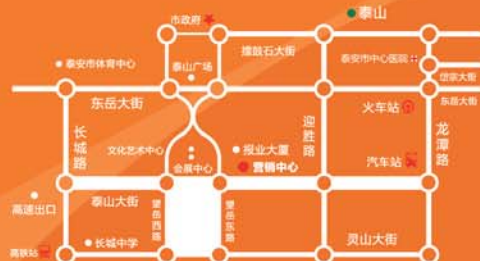 泰山
市政府
擂鼓石大街
泰安市体育中心
泰山广场
泰安市中心医院
岱宗大街
东岳大街
东岳大街
火车站
长城路
迎胜路
龙潭路
文化艺术中心
报业大厦
会展中心
营销中心
汽车站
高速出口
泰山大街
望岳西路
望岳东路
灵山大街
长城中学
高铁站